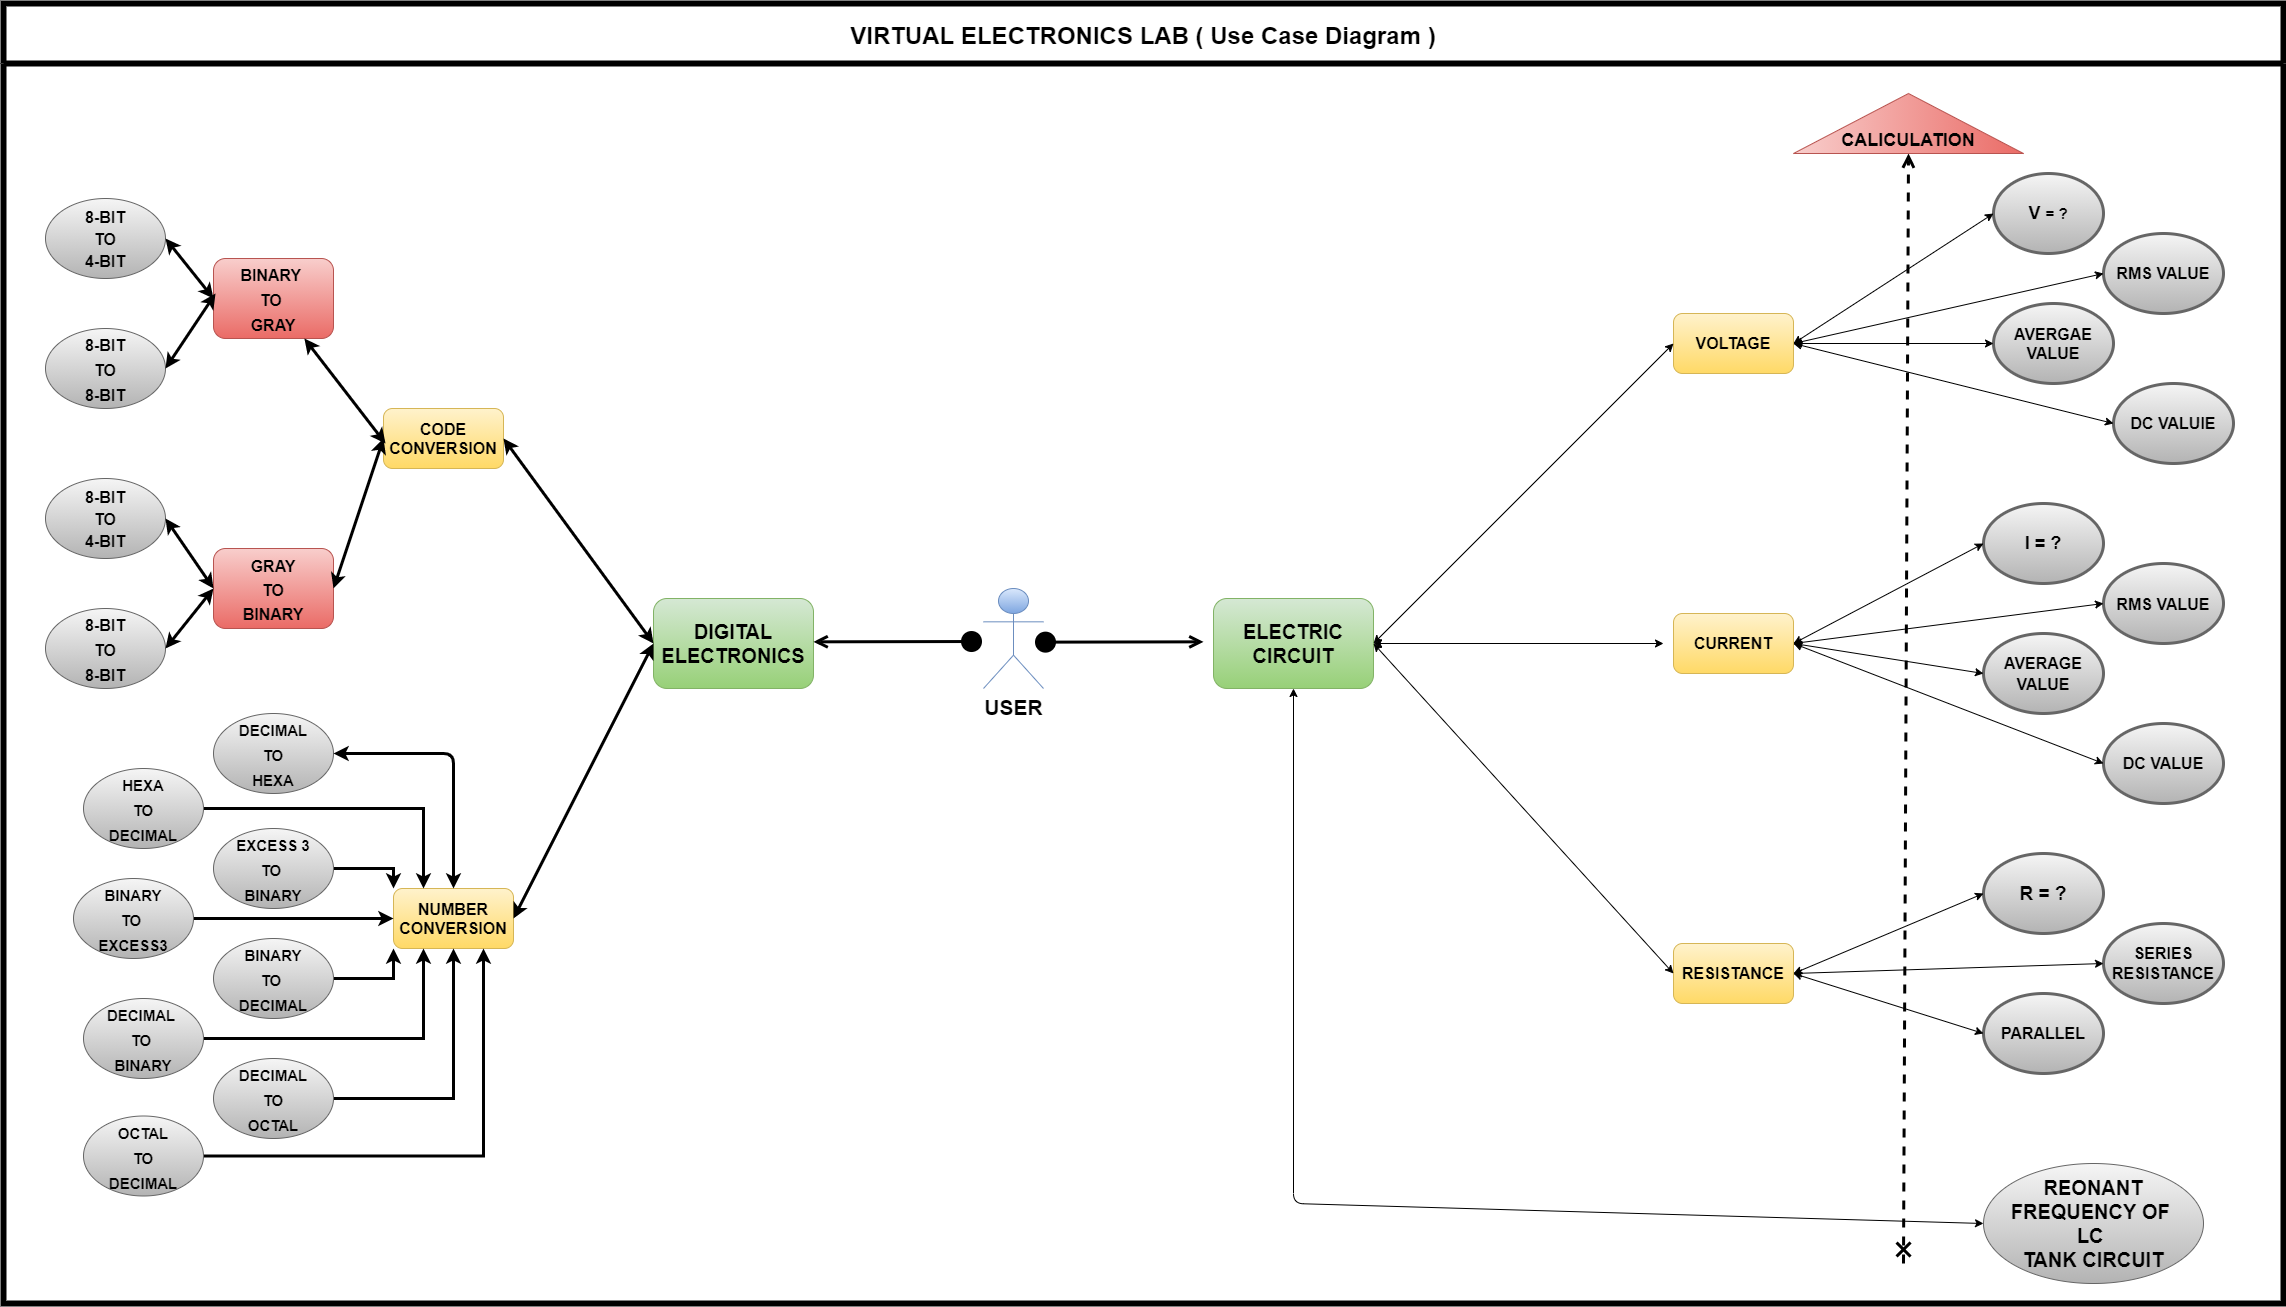 VIRTUAL ELECTRONICS LAB ( Use Case Diagram )
CALICULATION
8-BIT
TO
4-BIT
8-BIT
TO
8-BIT
BINARY
TO
GRAY
CODE
CONVERSION
8-BIT
TO
4-BIT
8-BIT
TO
8-BIT
GRAY
TO
BINARY
DIGITAL
ELECTRONICS
USER
ELECTRIC
CIRCUIT
DECIMAL
TO
HEXA
HEXA
TO
DECIMAL
EXCESS 3
TO
BINARY
BINARY
TO
EXCESS3
NUMBER
CONVERSION
BINARY
TO
DECIMAL
DECIMAL
TO
BINARY
DECIMAL
TO
OCTAL
OCTAL
TO
DECIMAL
VOLTAGE
V = ?
RMS VALUE
AVERGAE
VALUE
DC VALUIE
CURRENT
I = ?
RMS VALUE
AVERAGE
VALUE
DC VALUE
RESISTANCE
R = ?
SERIES
RESISTANCE
PARALLEL
REONANT
FREQUENCY OF
LC
TANK CIRCUIT